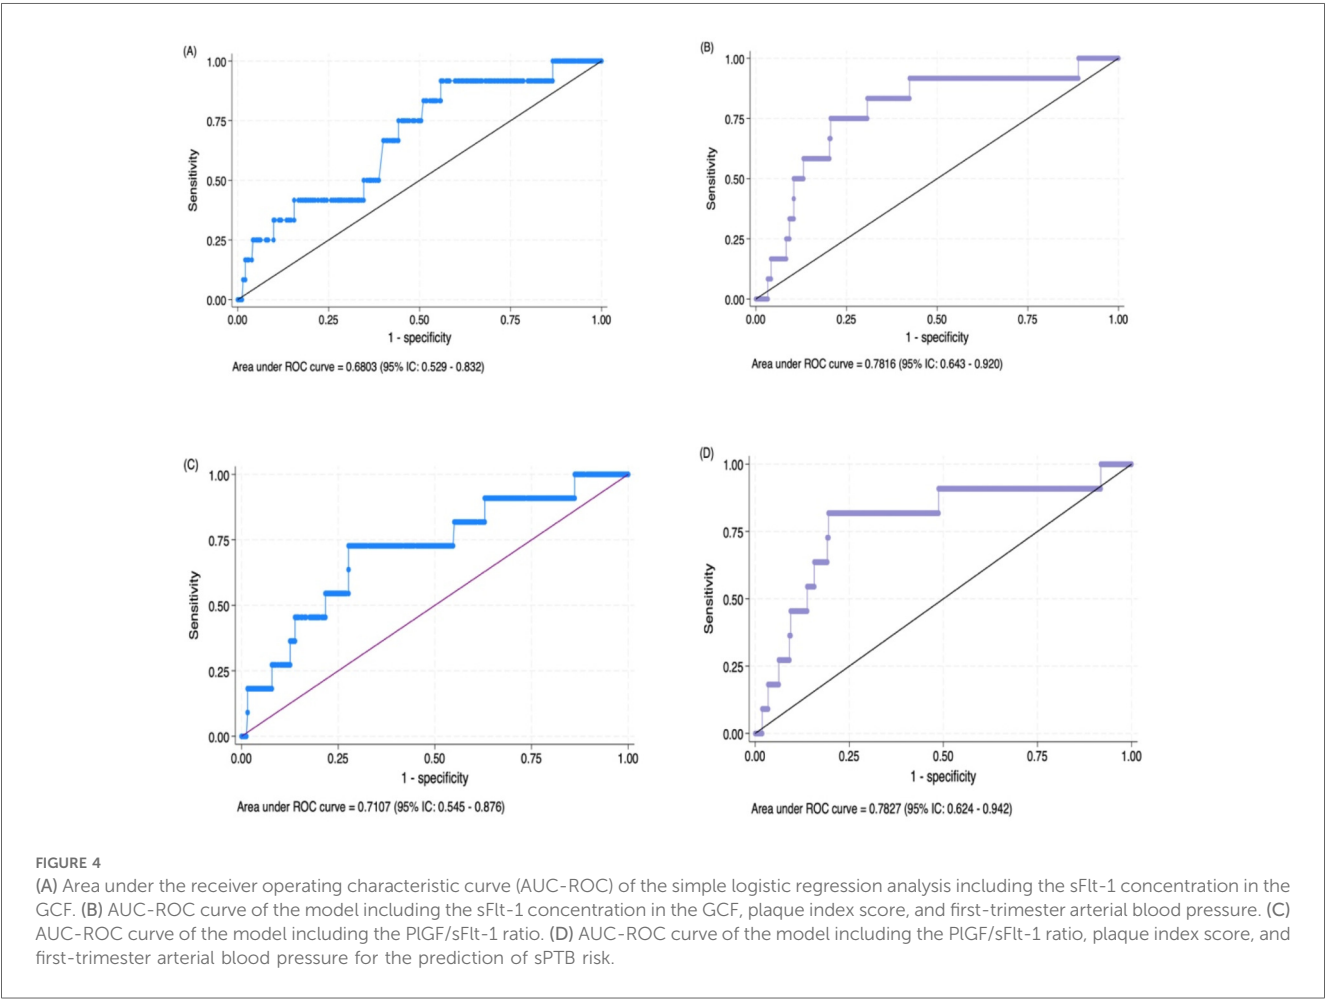 (A)
1.00
0.75
0.50
0.25
0.00
Sensitivity
0.00 0.25 0.50 0.75 1.00
1 - specificity
Area under ROC curve = 0.6803 (95% IC: 0.529 - 0.832)
(B)
1.00
0.75
0.50
0.25
0.00
Sensitivity
0.00 0.25 0.50 0.75 1.00
1 - specificity
Area under ROC curve = 0.7816 (95% IC: 0.643 - 0.920)
(C)
1.00
0.75
0.50
0.25
0.00
Sensitivity
0.00 0.25 0.50 0.75 1.00
1 - specificity
Area under ROC curve = 0.7107 (95% IC: 0.545 - 0.876)
(D)
1.00
0.75
0.50
0.25
0.00
Sensitivity
0.00 0.25 0.50 0.75 1.00
1 - specificity
Area under ROC curve = 0.7827 (95% IC: 0.624 - 0.942)
FIGURE 4
(A) Area under the receiver operating characteristic curve (AUC-ROC) of the simple logistic regression analysis including the sFlt-1 concentration in the
GCF. (B) AUC-ROC curve of the model including the sFlt-1 concentration in the GCF, plaque index score, and first-trimester arterial blood pressure. (C)
AUC-ROC curve of the model including the PlGF/sFlt-1 ratio. (D) AUC-ROC curve of the model including the PlGF/sFlt-1 ratio, plaque index score, and
first-trimester arterial blood pressure for the prediction of sPTB risk.